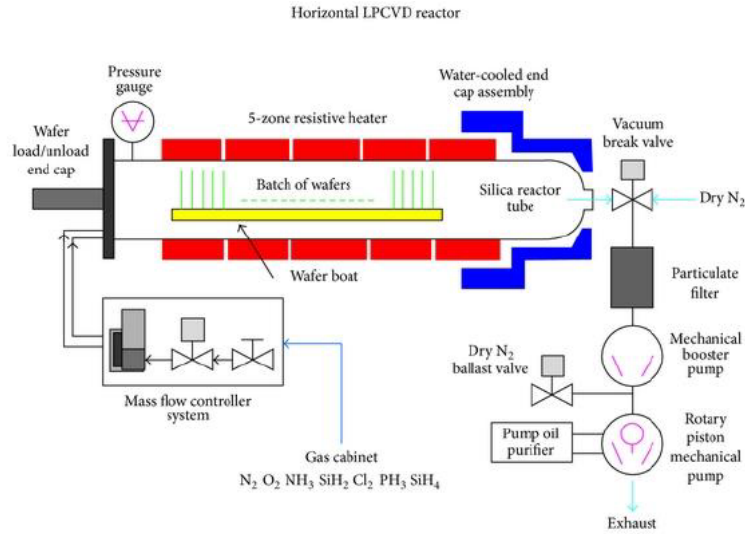 Horizontal LPCVD reactor
Pressure
gauge
Water-cooled end
cap assembly
5-zone resistive heater
Wafer
load/unload
end cap
Vacuum
break valve
Batch of wafers
Silica reactor
tube
Dry N₂
Wafer boat
Particulate
filter
Mechanical
booster
pump
Dry N₂
ballast valve
Mass flow controller
system
Pump oil
purifier
Rotary
piston
mechanical
pump
Gas cabinet
N₂ O₂ NH₃ SiH₂ Cl₂ PH₃ SiH₄
Exhaust